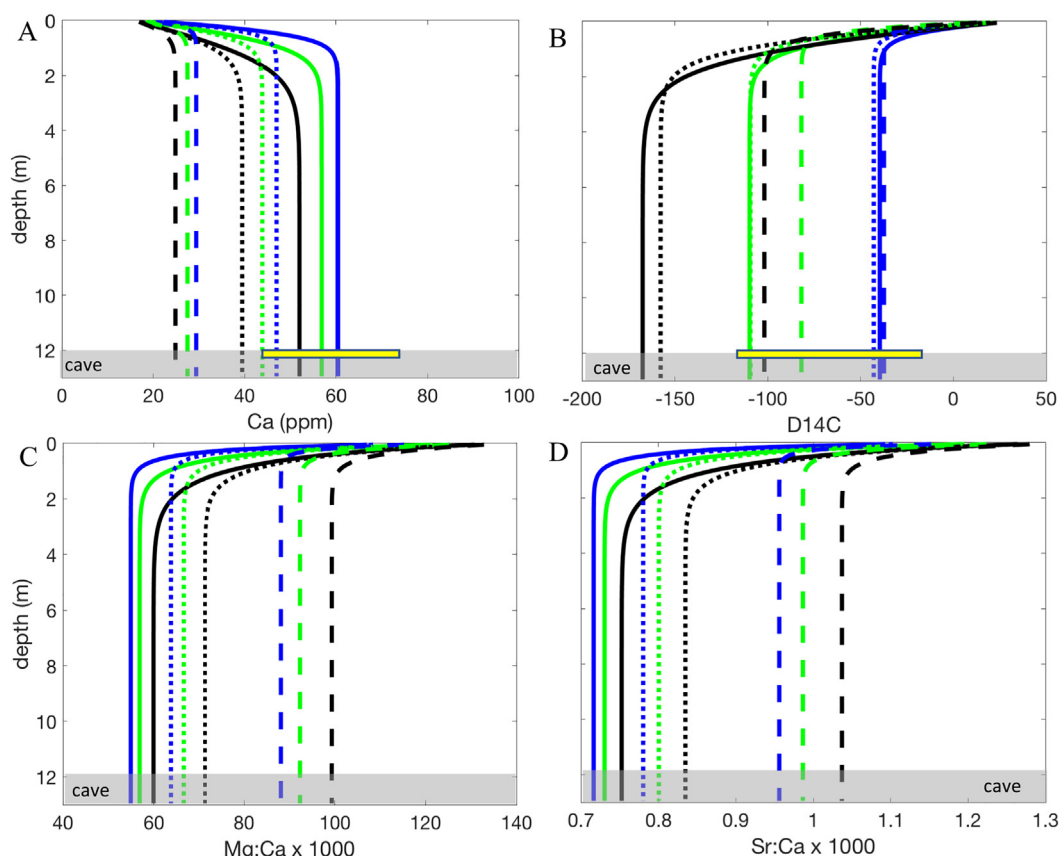 A
B
0
2
4
6
8
10
12
depth (m)
cave
cave
0 20 40 60 80 100
-200 -150 -100 -50 0 50
Ca (ppm)
D14C
C
D
0
2
4
6
8
10
12
depth (m)
cave
cave
40 60 80 100 120 140
0.7 0.8 0.9 1 1.1 1.2 1.3
Mg:Ca x 1000
Sr:Ca x 1000